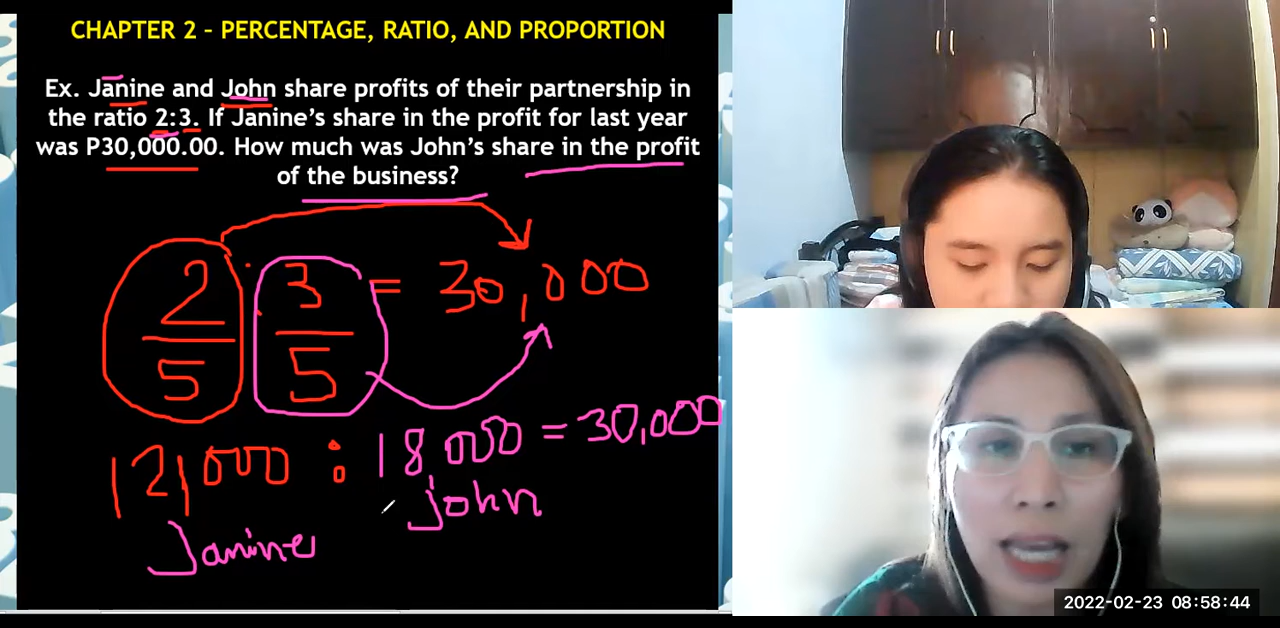 CHAPTER 2 – PERCENTAGE, RATIO, AND PROPORTION
Ex. Janine and John share profits of their partnership in
the ratio 2:3. If Janine's share in the profit for last year
was P30,000.00. How much was John's share in the profit
of the business?
2/5 : 3/5 = 30,000
12,000 : 18,000 = 30,000
Janine john
2022-02-23 08:58:44